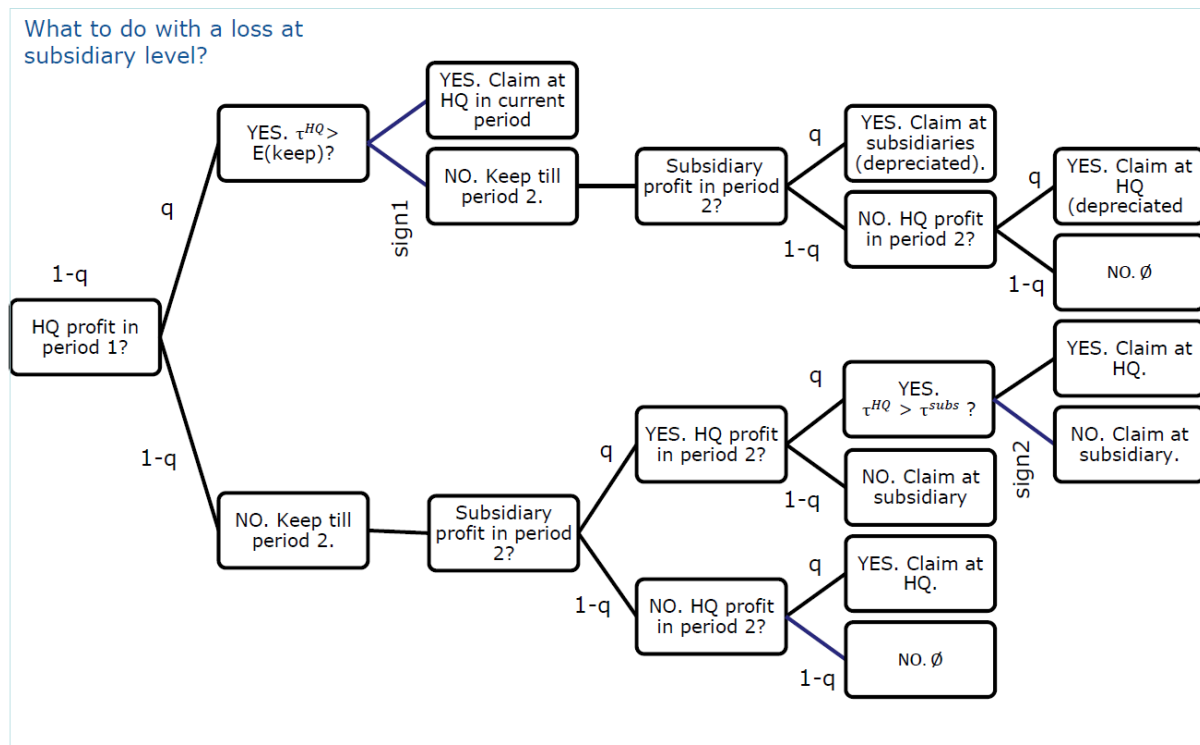 What to do with a loss at
subsidiary level?
YES. Claim at
HQ in current
period
YES. τ^HQ >
E(keep)?
q
YES. Claim at
subsidiaries
(depreciated).
NO. Keep till
period 2.
Subsidiary
profit in period
2?
q
YES. Claim at
HQ
(depreciated
q
sign1
1-q
NO. HQ profit
in period 2?
1-q
NO. Ø
1-q
HQ profit in
period 1?
YES. Claim at
HQ.
q
YES.
τ^HQ > τ^subs ?
YES. HQ profit
in period 2?
q
NO. Claim at
subsidiary.
sign2
1-q
1-q
NO. Claim at
subsidiary
NO. Keep till
period 2.
Subsidiary
profit in period
2?
q
YES. Claim at
HQ.
1-q
NO. HQ profit
in period 2?
NO. Ø
1-q